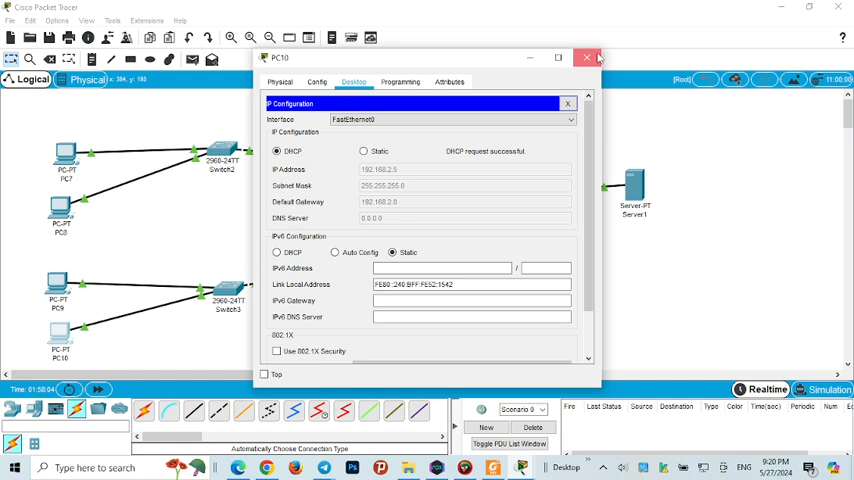 Cisco Packet Tracer
File Edit Options View Tools Extensions Help
Logical
Physical x: 384, y: 193
[Root]
11:00:00
PC10
Physical Config Desktop Programming Attributes
IP Configuration X
Interface FastEthernet0
IP Configuration
DHCP Static DHCP request successful.
IP Address 192.168.2.5
Subnet Mask 255.255.255.0
Default Gateway 192.168.2.0
DNS Server 0.0.0.0
IPv6 Configuration
DHCP Auto Config Static
IPv6 Address /
Link Local Address FE80::240:BFF:FE52:1542
IPv6 Gateway
IPv6 DNS Server
802.1X
Use 802.1X Security
Top
PC-PT
PC7
2960-24TT
Switch2
PC-PT
PC8
Server-PT
Server1
PC-PT
PC9
2960-24TT
Switch3
PC-PT
PC10
Time: 01:58:04
Realtime
Simulation
Scenario 0
New Delete
Toggle PDU List Window
Fire Last Status Source Destination Type Color Time(sec) Periodic Num
Automatically Choose Connection Type
Type here to search
Desktop
ENG
9:20 PM
5/27/2024